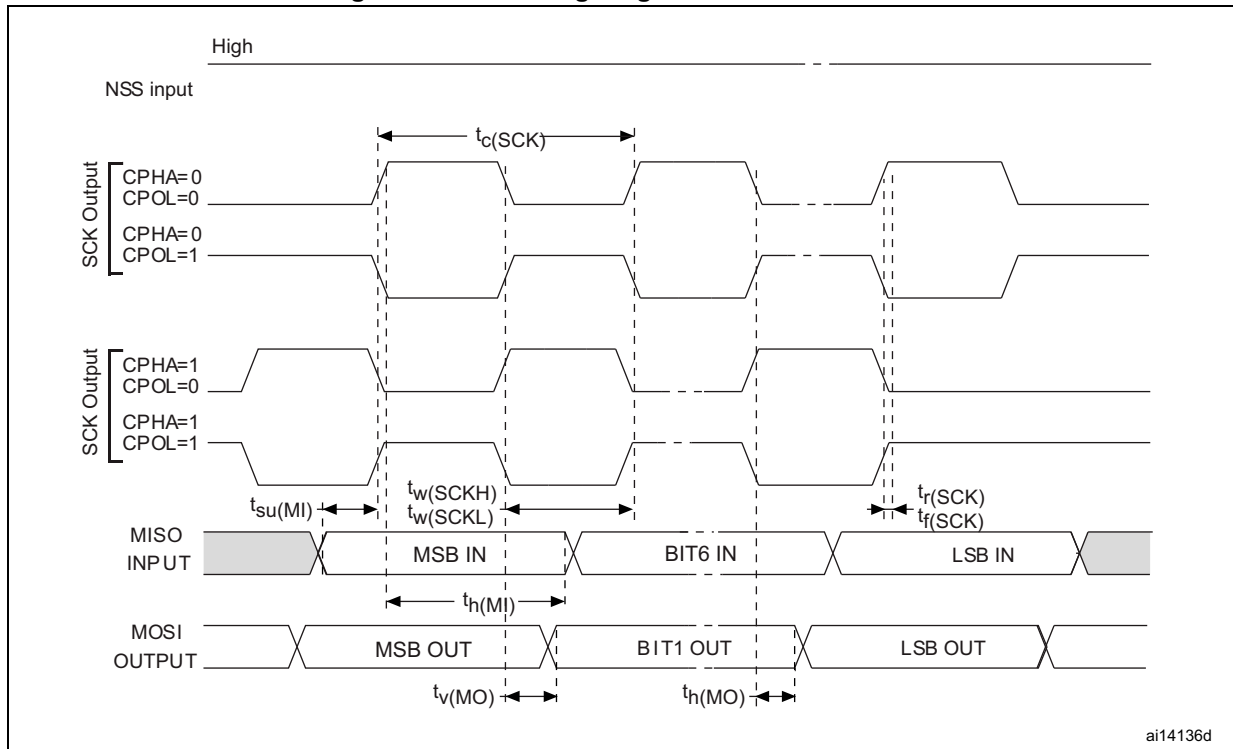 High
NSS input
tc(SCK)
SCK Output
CPHA=0
CPOL=0
CPHA=0
CPOL=1
SCK Output
CPHA=1
CPOL=0
CPHA=1
CPOL=1
tsu(MI)
tw(SCKH)
tw(SCKL)
tr(SCK)
tf(SCK)
MISO
INPUT
MSB IN
BIT6 IN
LSB IN
th(MI)
MOSI
OUTPUT
MSB OUT
BIT1 OUT
LSB OUT
tv(MO)
th(MO)
ai14136d